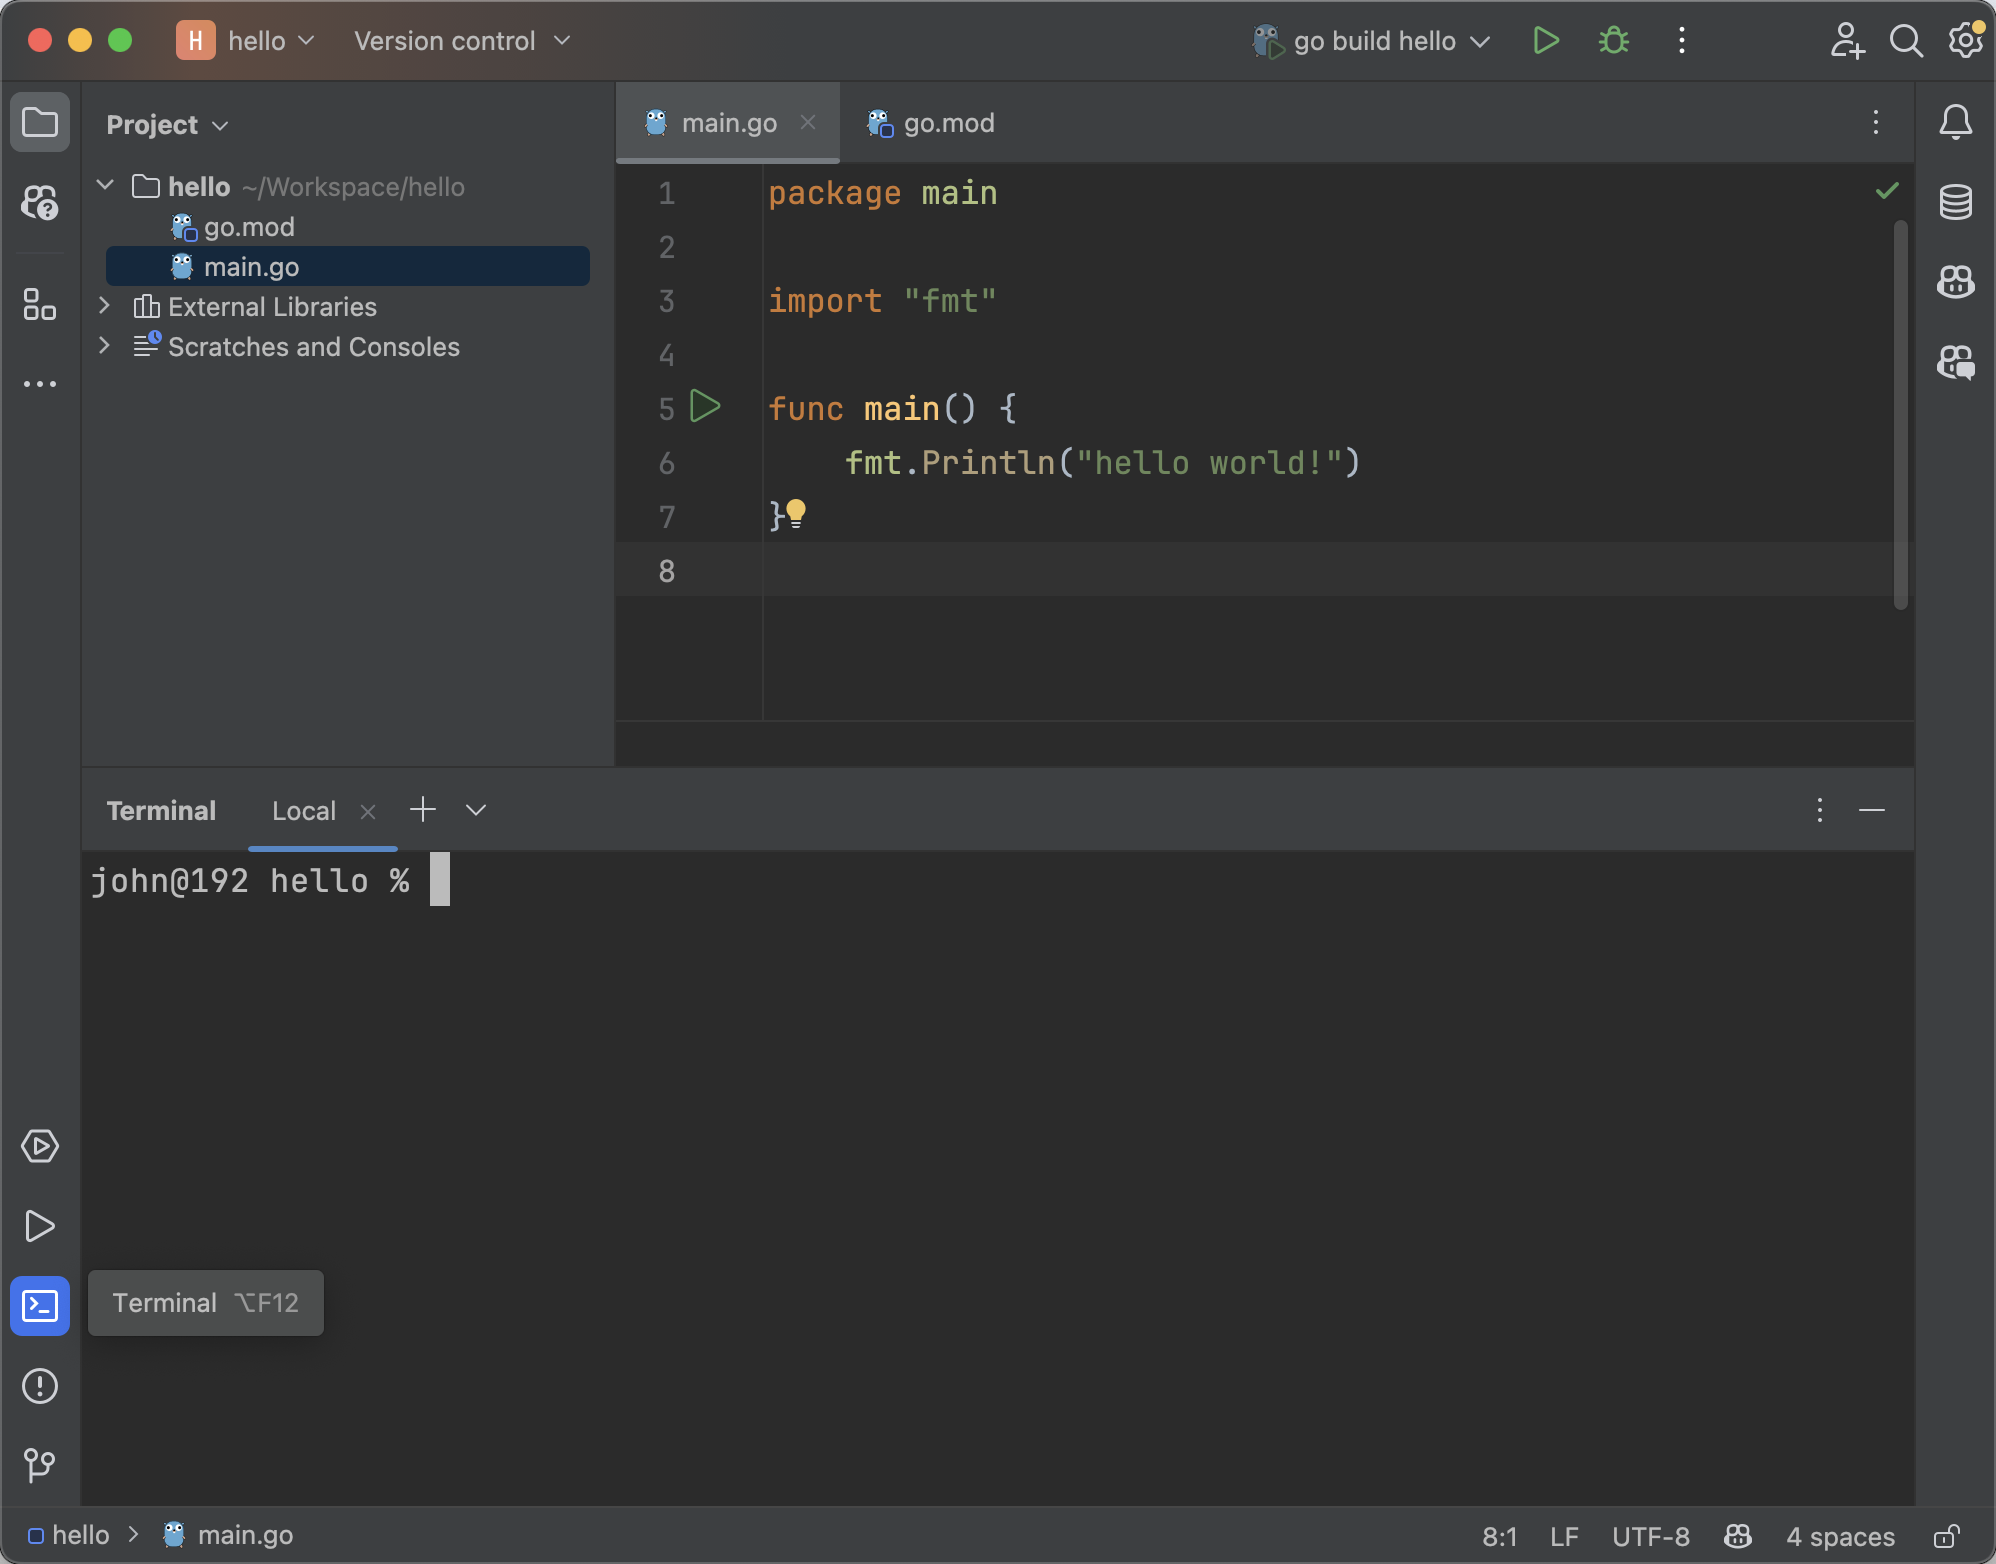 H hello Version control go build hello
Project
hello ~/Workspace/hello
go.mod
main.go
External Libraries
Scratches and Consoles
main.go go.mod
1 package main
2
3 import "fmt"
4
5 func main() {
6 fmt.Println("hello world!")
7 }
8
Terminal Local
john@192 hello %
Terminal ⌥F12
hello > main.go 8:1 LF UTF-8 4 spaces